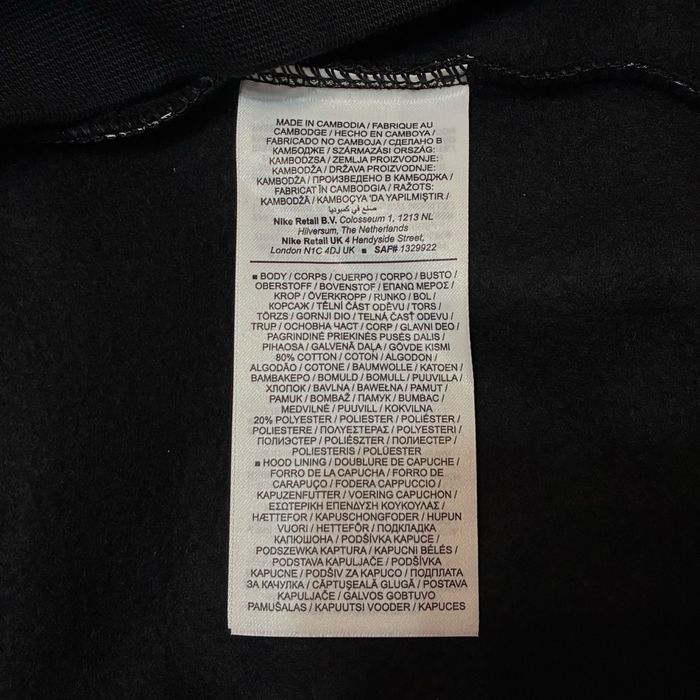 MADE IN CAMBODIA / FABRIQUE AU
CAMBODGE / HECHO EN CAMBOYA /
FABRICADO NO CAMBOJA / СДЕЛАНО В
КАМБОДЖЕ / SZÁRMAZÁSI ORSZÁG:
KAMBODZSA / ZEMLJA PROIZVODNJE:
KAMBODŽA / DRŽAVA PROIZVODNJE:
KAMBODŽA / ПРОИЗВЕДЕНО В КАМБОДЖА /
FABRICAT ÎN CAMBODGIA / RAŽOTS:
KAMBODŽĀ / KAMBOÇYA 'DA YAPILMIŞTIR /
صنع في كمبوديا
Nike Retail B.V. Colosseum 1, 1213 NL
Hilversum, The Netherlands
Nike Retail UK 4 Handyside Street,
London N1C 4DJ UK ■ SAF# 1329922
■ BODY / CORPS / CUERPO / CORPO / BUSTO /
OBERSTOFF / BOVENSTOF / ΕΠΑΝΩ ΜΕΡΟΣ /
KROP / ÖVERKROPP / RUNKO / BOL /
КОРСАЖ / TĚLNÍ ČÁST ODĚVU / TORS /
TÖRZS / GORNJI DIO / TELNÁ ČASŤ ODEVU /
TRUP / ОСНОВНА ЧАСТ / CORP / GLAVNI DEO /
PAGRINDINĖ PRIEKINĖS PUSĖS DALIS /
PIHAOSA / GALVENĀ DAĻA / GÖVDE KISMI
80% COTTON / COTON / ALGODON /
ALGODÃO / COTONE / BAUMWOLLE / KATOEN /
ΒΑΜΒΑΚΕΡΟ / BOMULD / BOMULL / PUUVILLA /
ХЛОПОК / BAVLNA / BAWEŁNA / PAMUT /
PAMUK / BOMBAŽ / ПАМУК / BUMBAC /
MEDVILNĖ / PUUVILL / KOKVILNA
20% POLYESTER / POLIESTER / POLIÉSTER /
POLIESTERE / ΠΟΛΥΕΣΤΕΡΑΣ / POLYESTERI /
ПОЛИЭСТЕР / POLIÉSZTER / ПОЛИЕСТЕР /
POLIESTERIS / POLÜESTER
■ HOOD LINING / DOUBLURE DE CAPUCHE /
FORRO DE LA CAPUCHA / FORRO DE
CARAPUÇO / FODERA CAPPUCCIO /
KAPUZENFUTTER / VOERING CAPUCHON /
ΕΣΩΤΕΡΙΚΗ ΕΠΕΝΔΥΣΗ ΚΟΥΚΟΥΛΑΣ /
HÆTTEFOR / KAPUSCHONGFODER / HUPUN
VUORI / HETTEFÔR / ПОДКЛАДКА
КАПЮШОНА / PODŠÍVKA KAPUCE /
PODSZEWKA KAPTURA / KAPUCNI BÉLÉS /
PODSTAVA KAPULJAČE / PODŠÍVKA
KAPUCNE / PODŠIV ZA KAPUCO / ПОДПЛАТА
ЗА КАЧУЛКА / CĂPTUȘEALĂ GLUGĂ / POSTAVA
KAPULJAČE / GALVOS GOBTUVO
PAMUŠALAS / KAPUUTSI VOODER / KAPUCES